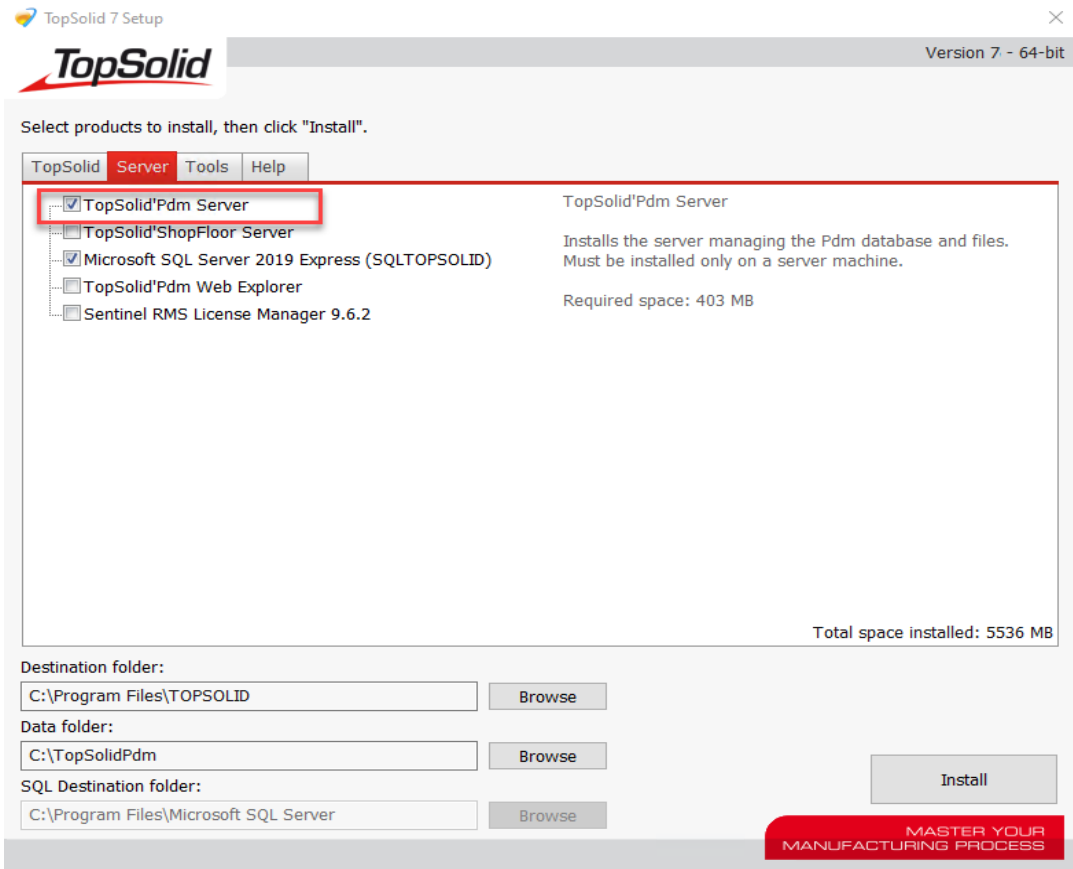 TopSolid 7 Setup
TopSolid
Version 7 - 64-bit
Select products to install, then click "Install".
TopSolid Server Tools Help
TopSolid'Pdm Server
TopSolid'ShopFloor Server
Microsoft SQL Server 2019 Express (SQLTOPSOLID)
TopSolid'Pdm Web Explorer
Sentinel RMS License Manager 9.6.2
TopSolid'Pdm Server
Installs the server managing the Pdm database and files.
Must be installed only on a server machine.
Required space: 403 MB
Total space installed: 5536 MB
Destination folder:
C:\Program Files\TOPSOLID Browse
Data folder:
C:\TopSolidPdm Browse
SQL Destination folder:
C:\Program Files\Microsoft SQL Server Browse
Install
MASTER YOUR
MANUFACTURING PROCESS